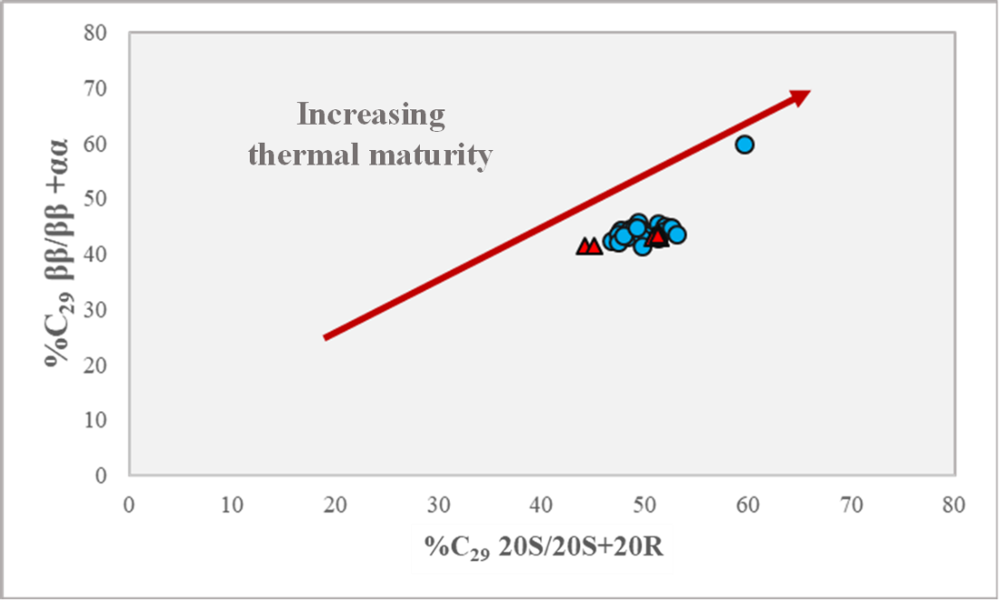 80
70
60
50
40
30
20
10
0
Increasing
thermal maturity
%C₂₉ ββ/ββ +αα
0 10 20 30 40 50 60 70 80
%C₂₉ 20S/20S+20R